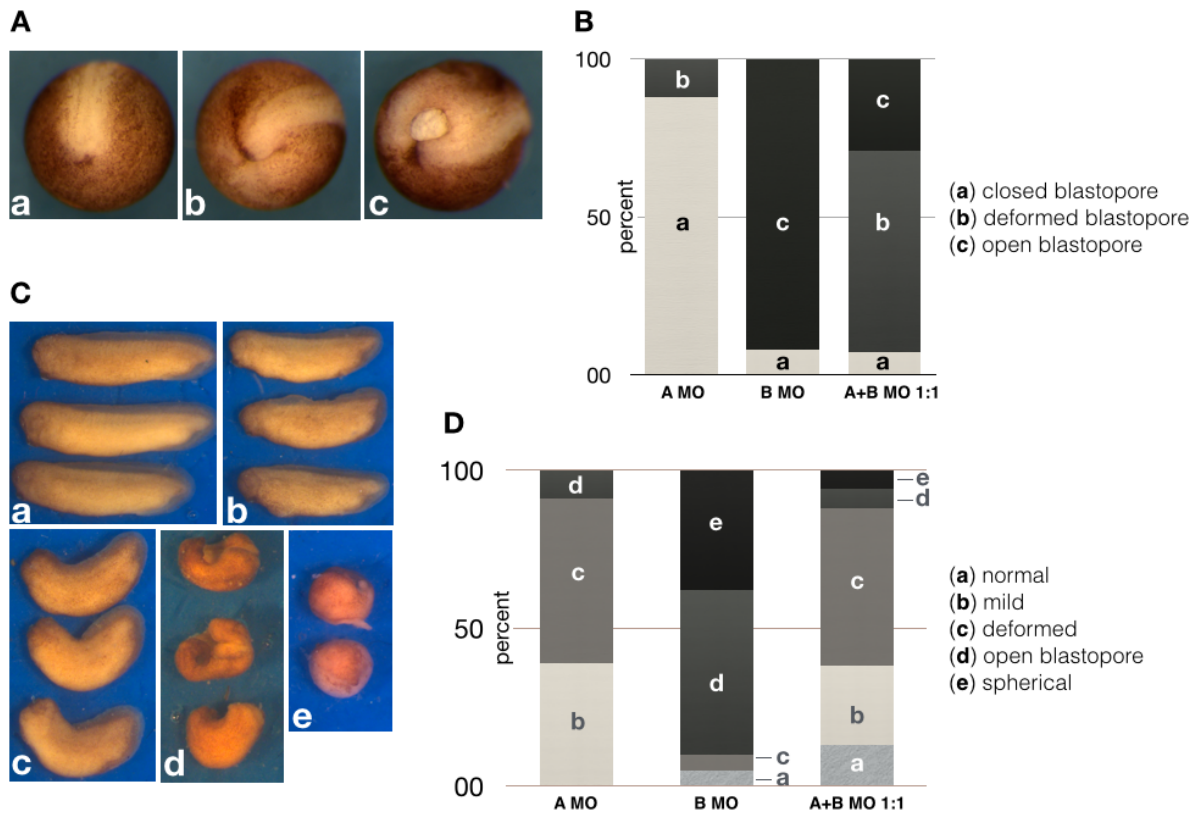 A
B
a
b
c
100
50
00
percent
b
a
c
a
c
b
a
A MO
B MO
A+B MO 1:1
(a) closed blastopore
(b) deformed blastopore
(c) open blastopore
C
a
b
c
d
e
D
100
50
00
percent
d
c
b
e
d
c
a
e
d
c
b
a
A MO
B MO
A+B MO 1:1
(a) normal
(b) mild
(c) deformed
(d) open blastopore
(e) spherical